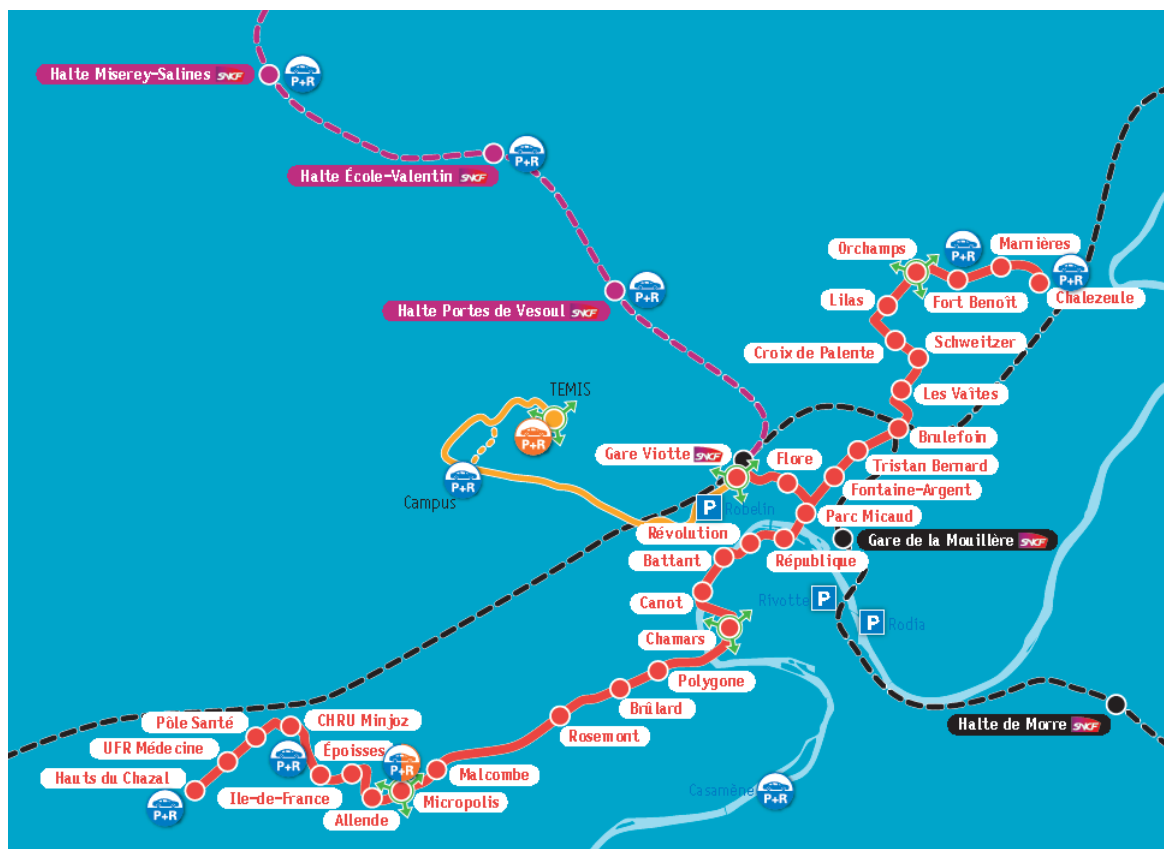 Halte Miserey-Salines SNCF
P+R
P+R
Halte École-Valentin SNCF
Orchamps
Marnières
P+R
P+R
P+R
Halte Portes de Vesoul SNCF
Lilas
Fort Benoît
Chalezeule
Croix de Palente
Schweitzer
TEMIS
Les Vaîtes
P+R
Brulefoin
Gare Viotte SNCF
Flore
Tristan Bernard
P+R
Campus
Fontaine-Argent
P
Robelin
Parc Micaud
Révolution
Gare de la Mouillère SNCF
Battant
République
Canot
Rivotte
P
P
Rodia
Chamars
Polygone
Brûlard
Pôle Santé
CHRU Minjoz
Halte de Morre SNCF
Rosemont
UFR Médecine
Époisses
P+R
P+R
Hauts du Chazal
Malcombe
Casamène
P+R
Ile-de-France
Micropolis
P+R
Allende